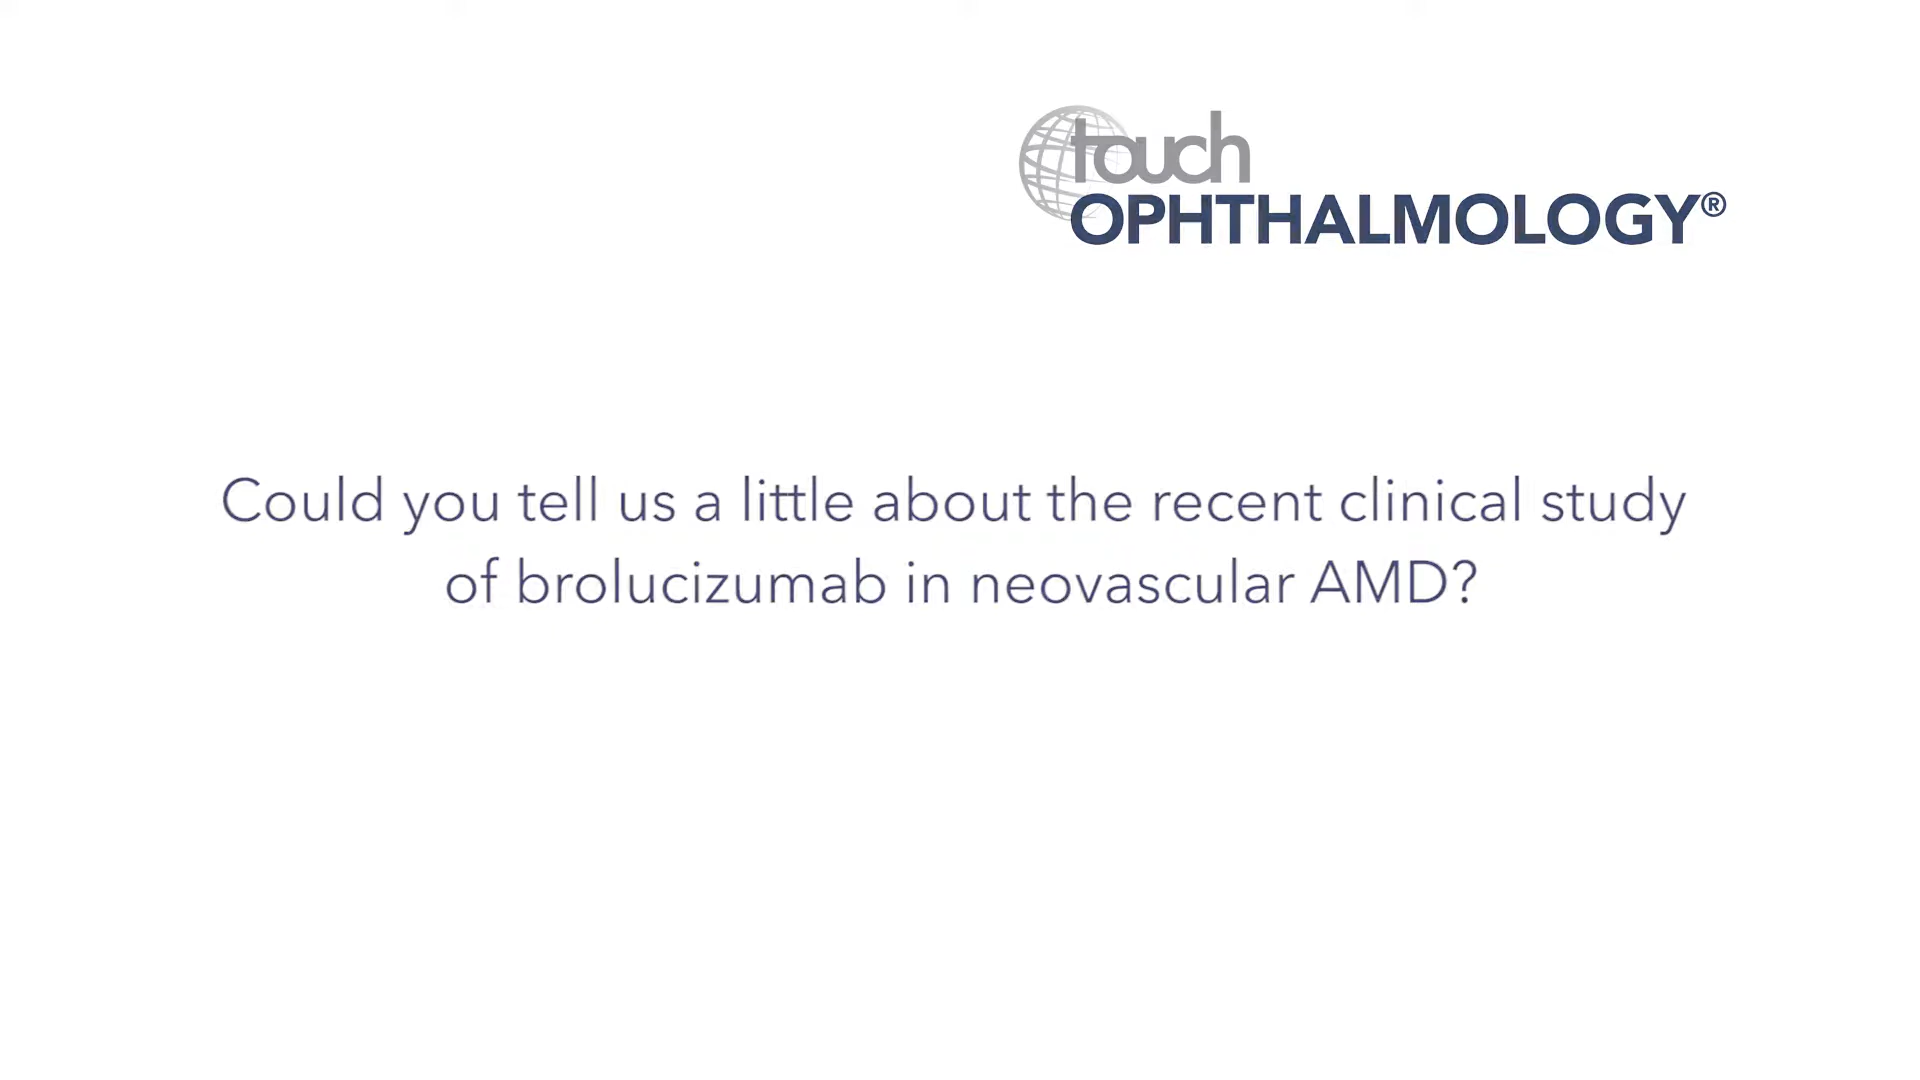 touch
OPHTHALMOLOGY®
Could you tell us a little about the recent clinical study
of brolucizumab in neovascular AMD?